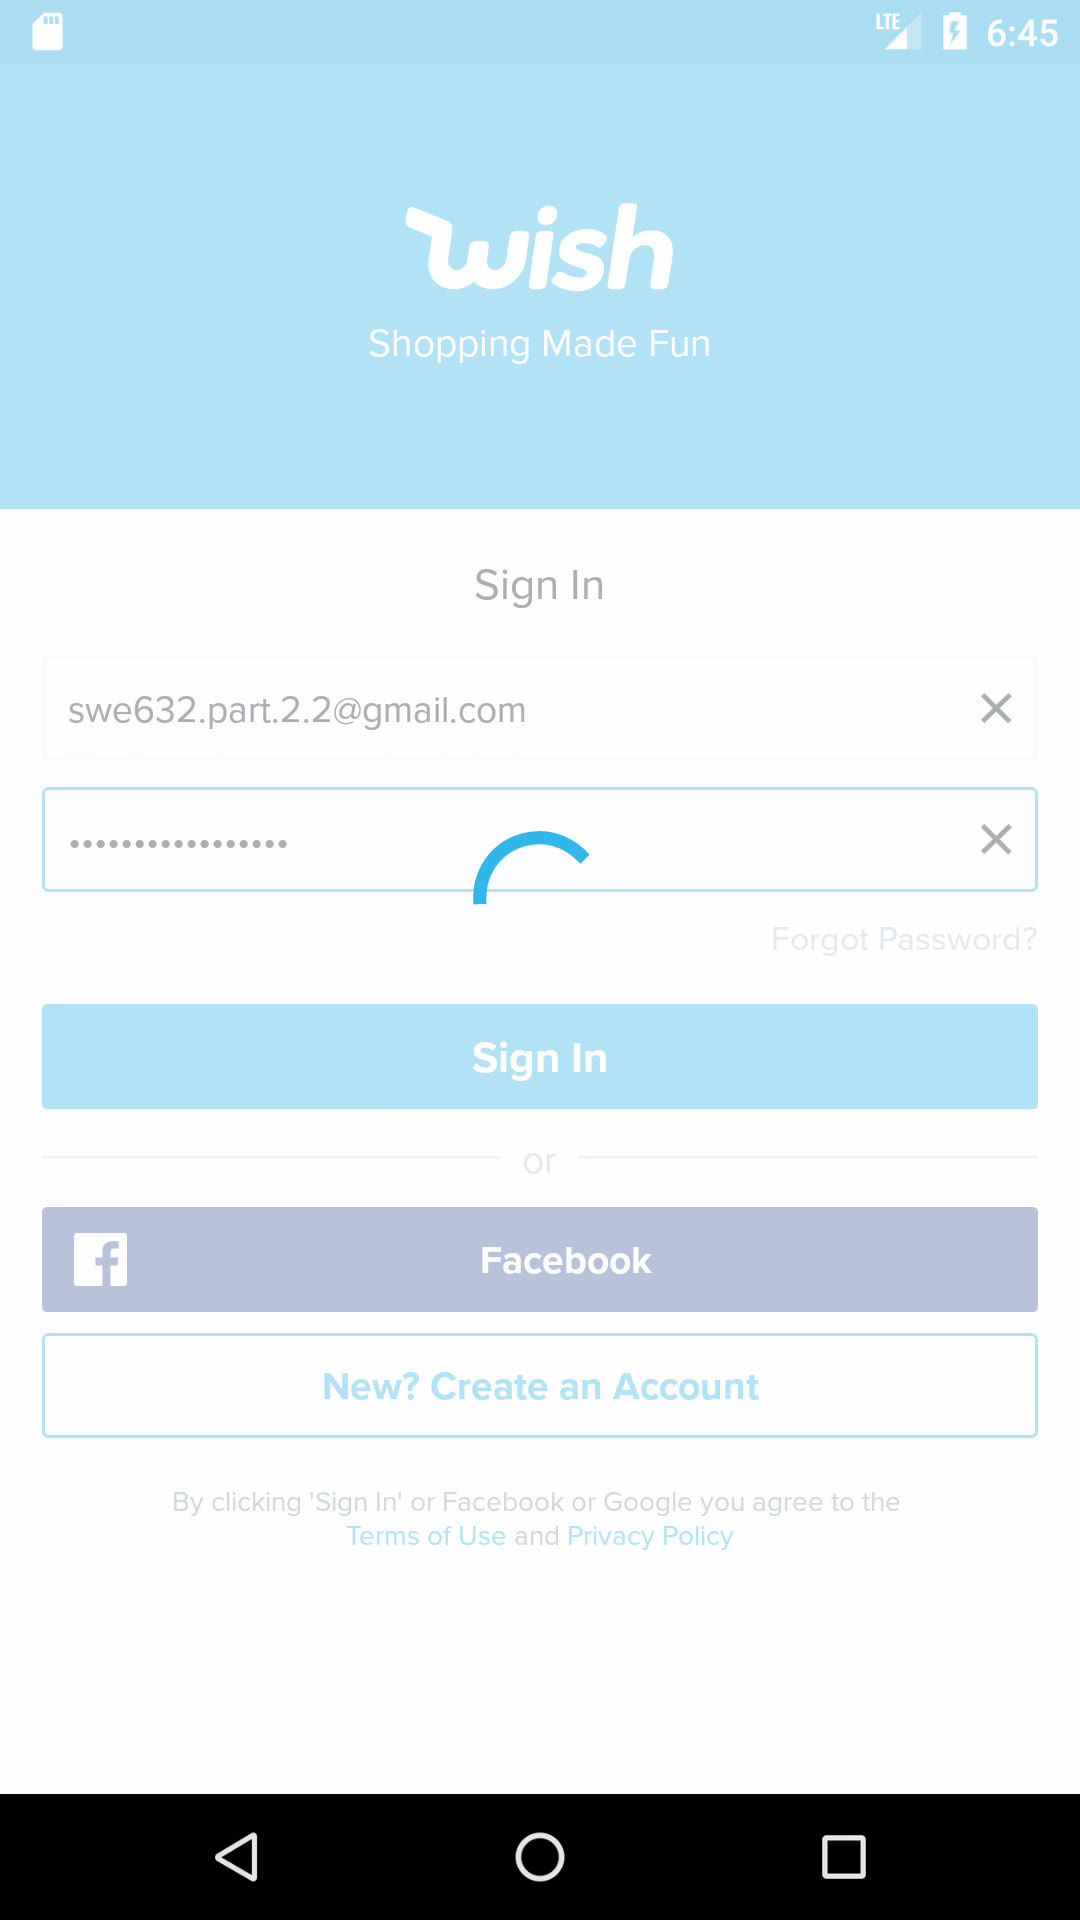 LTE 6:45
wish
Shopping Made Fun
Sign In
swe632.part.2.2@gmail.com
•••••••••••••••••
Forgot Password?
Sign In
or
Facebook
New? Create an Account
By clicking 'Sign In' or Facebook or Google you agree to the
Terms of Use and Privacy Policy